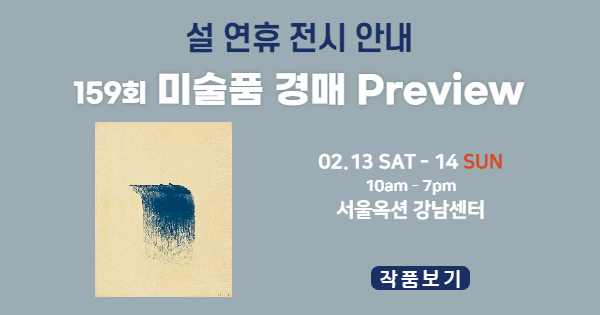 설 연휴 전시 안내
159회 미술품 경매 Preview
02.13 SAT - 14 SUN
10am - 7pm
서울옥션 강남센터
작품보기